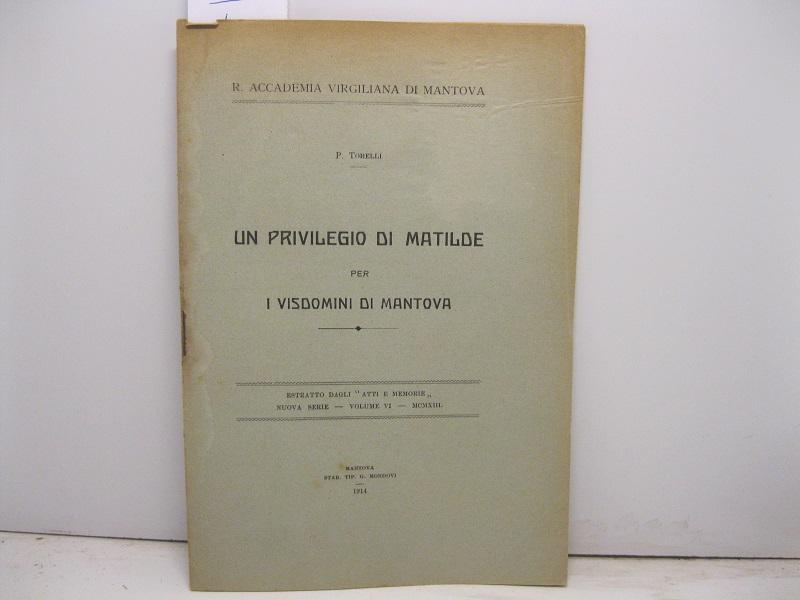 R. ACCADEMIA VIRGILIANA DI MANTOVA
P. TORELLI
UN PRIVILEGIO DI MATILDE
PER
I VISDOMINI DI MANTOVA
ESTRATTO DAGLI "ATTI E MEMORIE„
NUOVA SERIE — VOLUME VI — MCMXIII.
MANTOVA
STAB. TIP. G. MONDOVI
1914